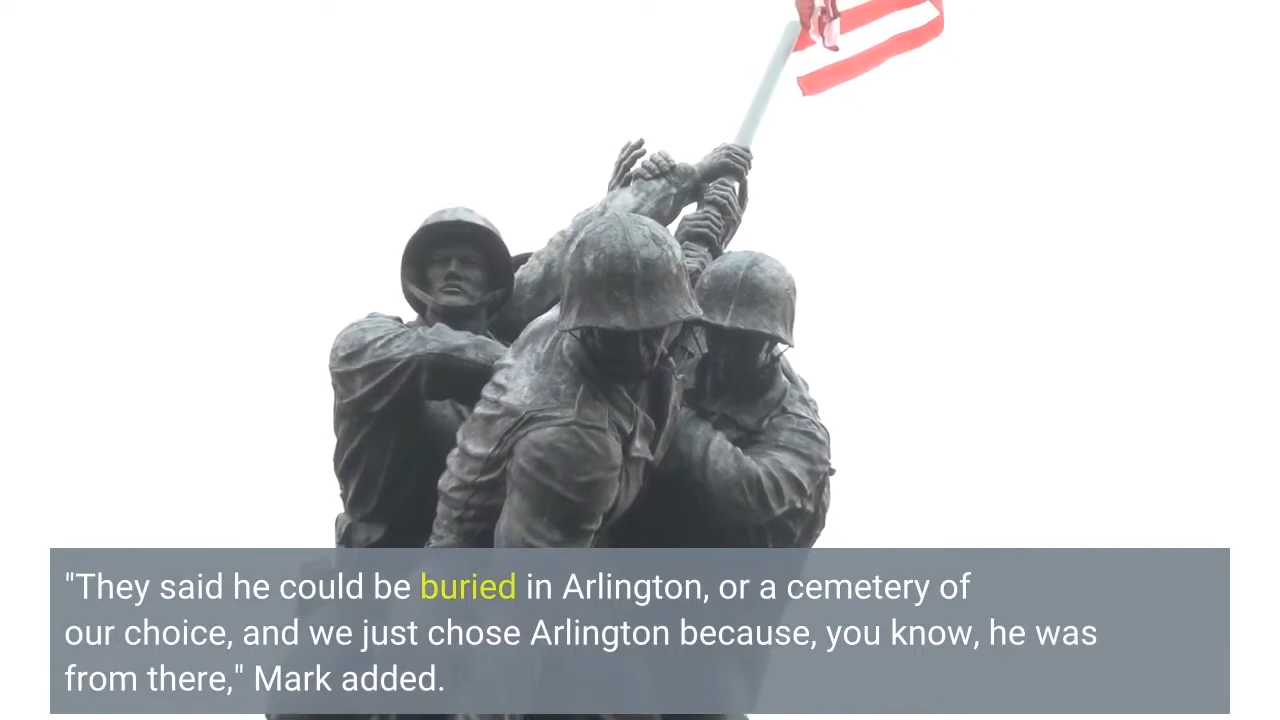 "They said he could be buried in Arlington, or a cemetery of
our choice, and we just chose Arlington because, you know, he was
from there," Mark added.